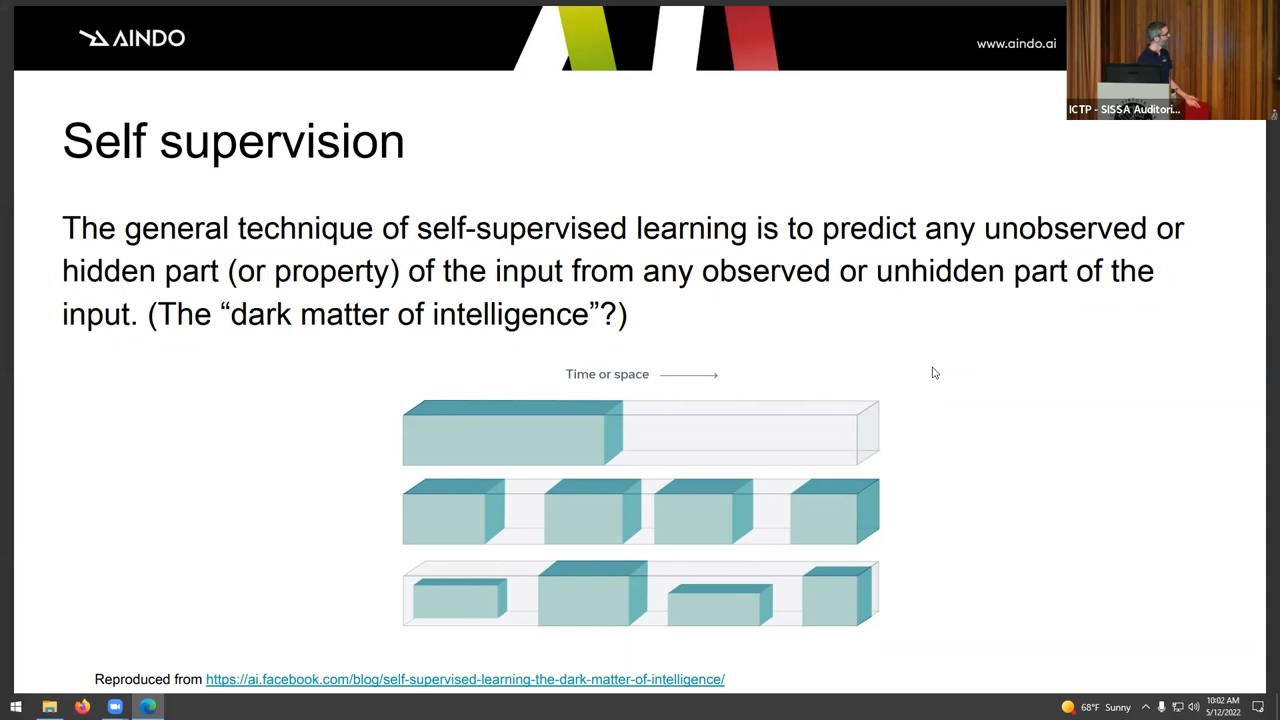 AINDO
www.aindo.ai
ICTP - SISSA Auditori...
Self supervision
The general technique of self-supervised learning is to predict any unobserved or
hidden part (or property) of the input from any observed or unhidden part of the
input. (The “dark matter of intelligence”?)
Time or space
Reproduced from https://ai.facebook.com/blog/self-supervised-learning-the-dark-matter-of-intelligence/
68°F Sunny
10:02 AM
5/12/2022